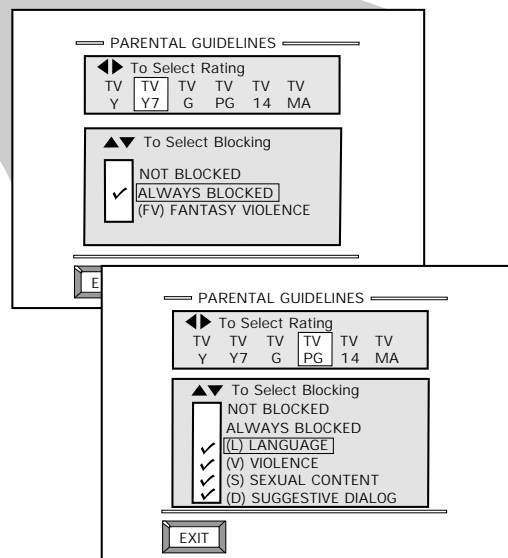 PARENTAL GUIDELINES
To Select Rating
TV TV TV TV TV TV
Y Y7 G PG 14 MA
To Select Blocking
NOT BLOCKED
ALWAYS BLOCKED
(FV) FANTASY VIOLENCE
E
PARENTAL GUIDELINES
To Select Rating
TV TV TV TV TV TV
Y Y7 G PG 14 MA
To Select Blocking
NOT BLOCKED
ALWAYS BLOCKED
(L) LANGUAGE
(V) VIOLENCE
(S) SEXUAL CONTENT
(D) SUGGESTIVE DIALOG
EXIT